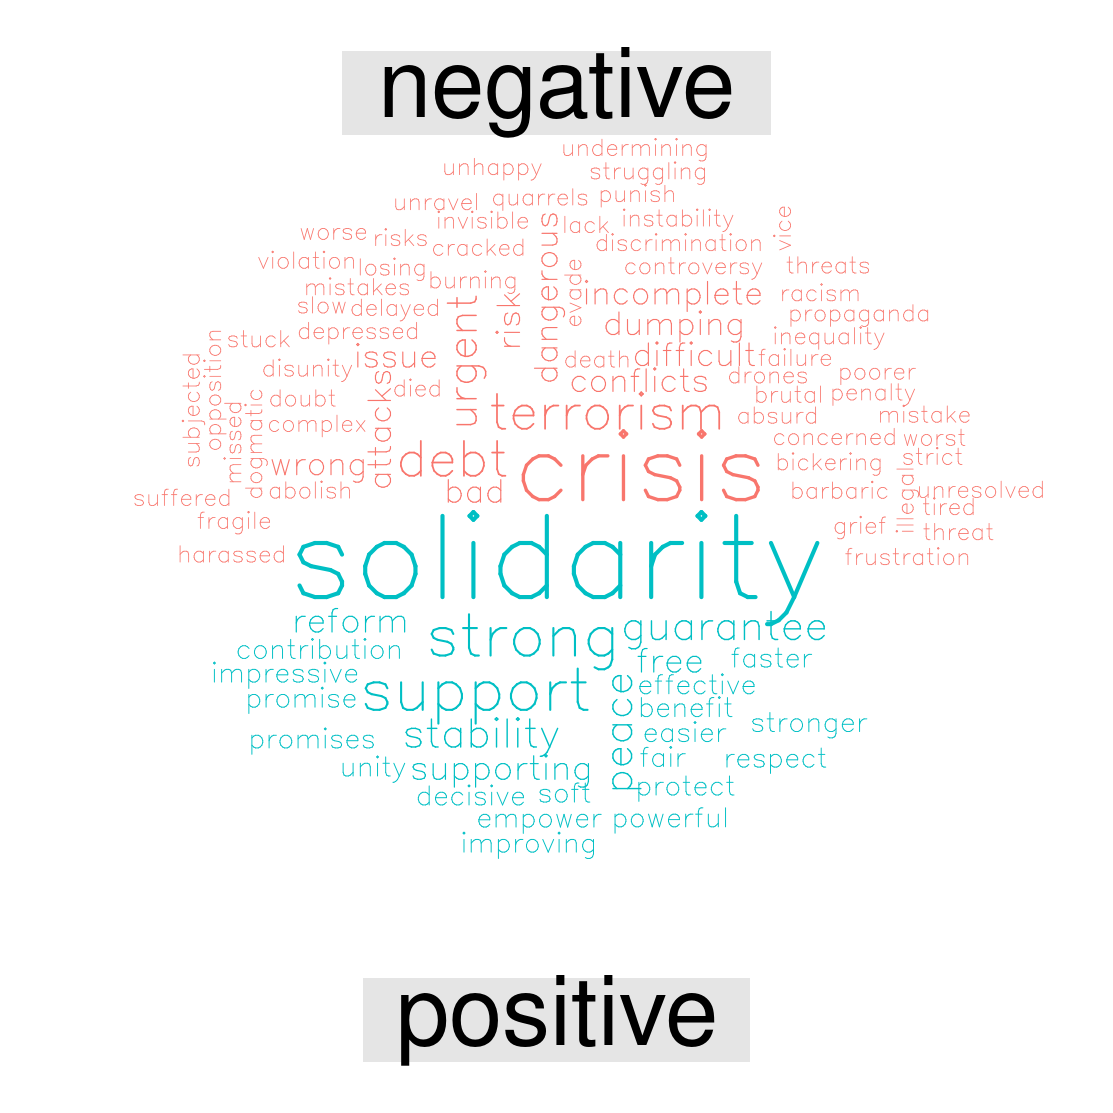 negative
undermining
unhappy
struggling
unravel
quarrels
punish
invisible
lack
instability
vice
worse
risks
cracked
dangerous
discrimination
violation
losing
burning
evade
controversy
threats
mistakes
incomplete
racism
slow
delayed
urgent
risk
dumping
propaganda
stuck
depressed
inequality
issue
death
difficult
failure
subjected
opposition
disunity
attacks
died
conflicts
drones
poorer
missed
dogmatic
doubt
terrorism
brutal
penalty
complex
absurd
mistake
wrong
debt
crisis
concerned
worst
bickering
strict
suffered
abolish
bad
barbaric
illegal
unresolved
fragile
tired
grief
threat
harassed
frustration
solidarity
reform
strong
guarantee
contribution
free
faster
impressive
support
peace
effective
promise
benefit
stability
easier
stronger
promises
unity
supporting
fair
respect
decisive
soft
protect
empower
powerful
improving
positive